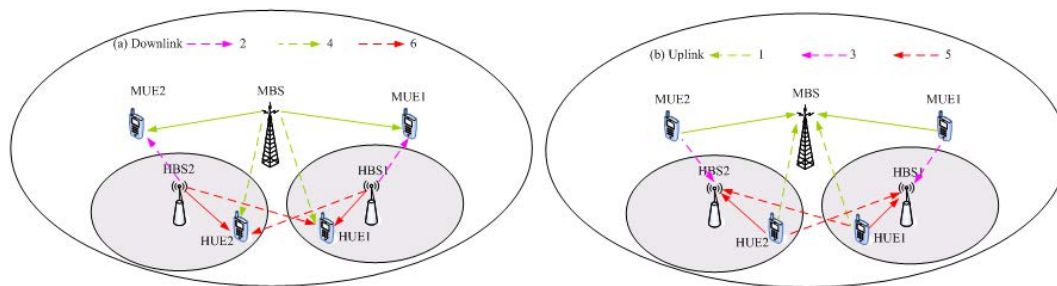 (a) Downlink 2 4 6
MUE2 MBS MUE1
HBS2 HBS1
HUE2 HUE1
(b) Uplink 1 3 5
MUE2 MBS MUE1
HBS2 HBS1
HUE2 HUE1